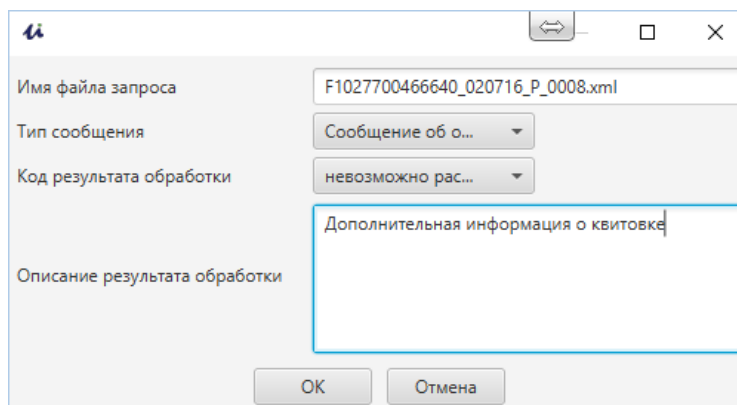 Имя файла запроса F1027700466640_020716_P_0008.xml
Тип сообщения Сообщение об о...
Код результата обработки невозможно рас...
Дополнительная информация о квитовке
Описание результата обработки
ОК Отмена